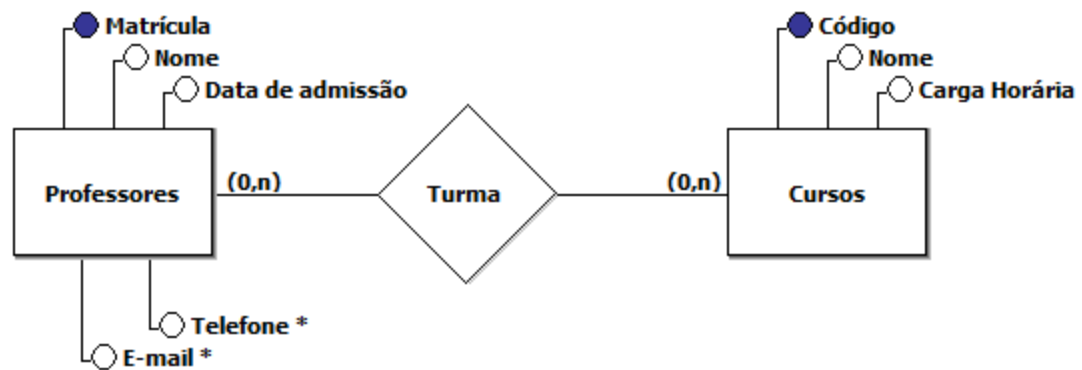 Matrícula
Nome
Data de admissão
Professores
(0,n)
Turma
(0,n)
Cursos
Código
Nome
Carga Horária
Telefone *
E-mail *